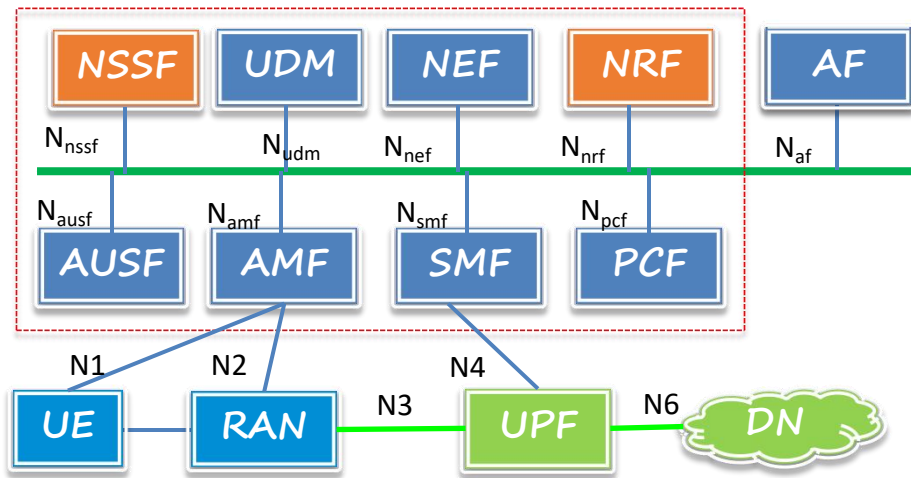 NSSF UDM NEF NRF AF
Nnssf Nudm Nnef Nnrf Naf
Nausf Namf Nsmf Npcf
AUSF AMF SMF PCF
N1 N2 N4
N3 N6
UE RAN UPF DN